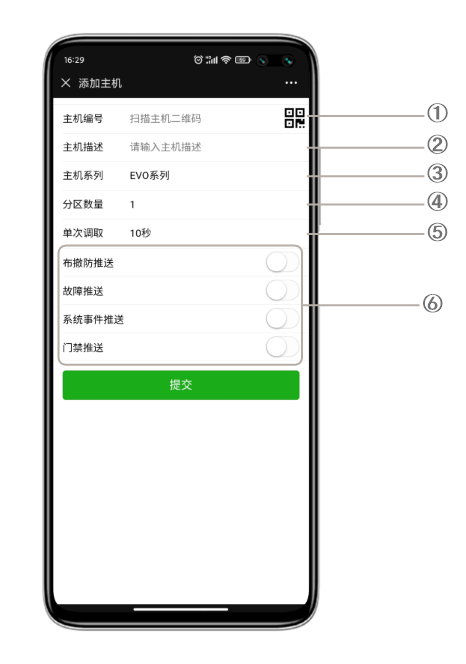 16:29
添加主机
主机编号 扫描主机二维码 ①
主机描述 请输入主机描述 ②
主机系列 EVO系列 ③
分区数量 1 ④
单次调取 10秒 ⑤
布撤防推送
故障推送 ⑥
系统事件推送
门禁推送
提交